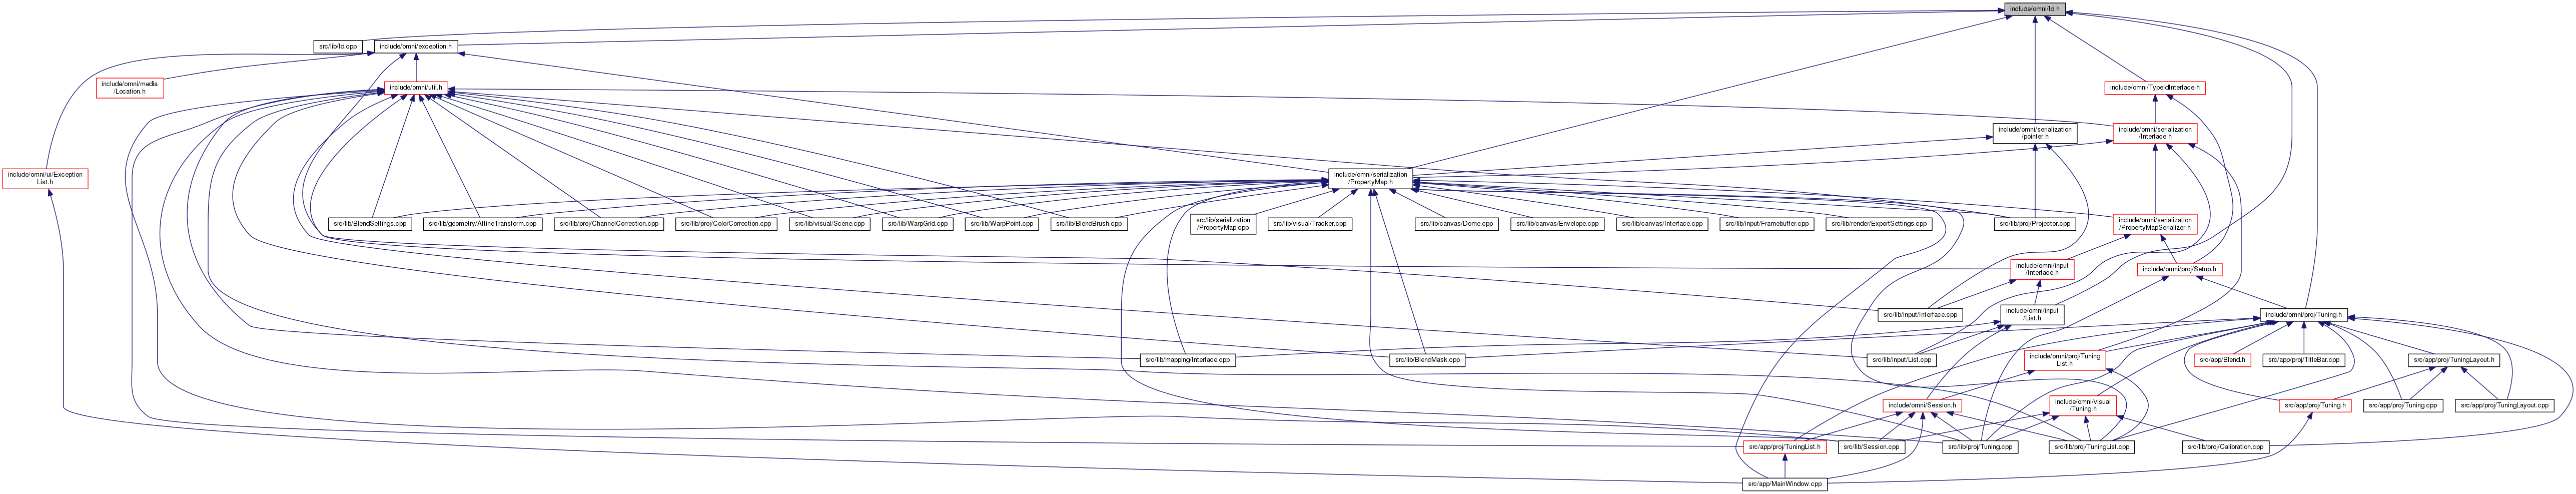 include/omni/Id.h
src/lib/Id.cpp
include/omni/exception.h
include/omni/media
/Location.h
include/omni/util.h
include/omni/TypeIdInterface.h
include/omni/serialization
/pointer.h
include/omni/serialization
/Interface.h
include/omni/ui/Exception
List.h
include/omni/serialization
/PropertyMap.h
src/lib/BlendSettings.cpp
src/lib/geometry/AffineTransform.cpp
src/lib/proj/ChannelCorrection.cpp
src/lib/proj/ColorCorrection.cpp
src/lib/visual/Scene.cpp
src/lib/WarpGrid.cpp
src/lib/WarpPoint.cpp
src/lib/BlendBrush.cpp
src/lib/serialization
/PropertyMap.cpp
src/lib/visual/Tracker.cpp
src/lib/canvas/Dome.cpp
src/lib/canvas/Envelope.cpp
src/lib/canvas/Interface.cpp
src/lib/input/Framebuffer.cpp
src/lib/render/ExportSettings.cpp
src/lib/proj/Projector.cpp
include/omni/serialization
/PropertyMapSerializer.h
include/omni/input
/Interface.h
include/omni/proj/Setup.h
src/lib/input/Interface.cpp
include/omni/input
/List.h
include/omni/proj/Tuning.h
src/lib/mapping/Interface.cpp
src/lib/BlendMask.cpp
src/lib/input/List.cpp
include/omni/proj/Tuning
List.h
src/app/Blend.h
src/app/proj/TitleBar.cpp
src/app/proj/TuningLayout.h
include/omni/Session.h
include/omni/visual
/Tuning.h
src/app/proj/Tuning.h
src/app/proj/Tuning.cpp
src/app/proj/TuningLayout.cpp
src/app/proj/TuningList.h
src/lib/Session.cpp
src/lib/proj/Tuning.cpp
src/lib/proj/TuningList.cpp
src/lib/proj/Calibration.cpp
src/app/MainWindow.cpp